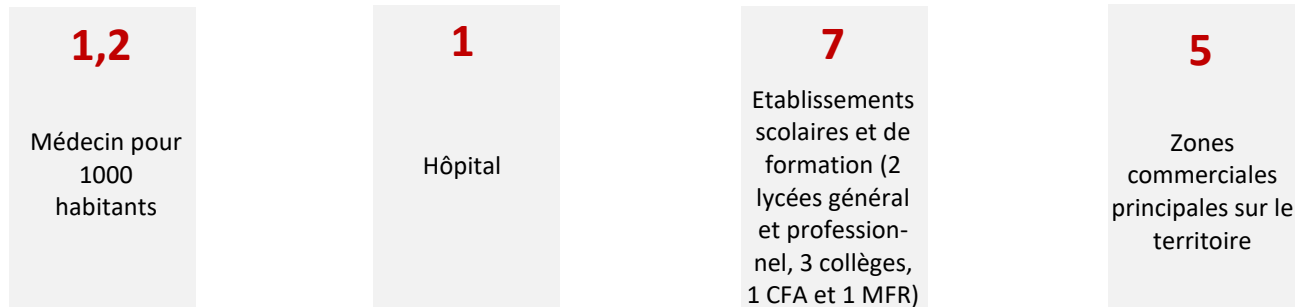 1,2
Médecin pour
1000
habitants
1
Hôpital
7
Etablissements
scolaires et de
formation (2
lycées général
et profession-
nel, 3 collèges,
1 CFA et 1 MFR)
5
Zones
commerciales
principales sur le
territoire